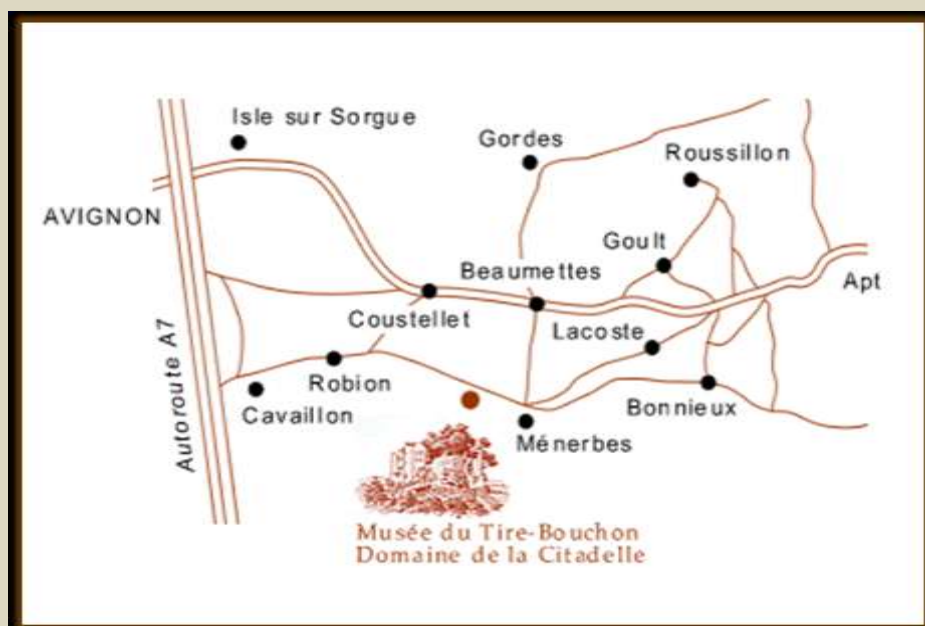 Isle sur Sorgue
Gordes
Roussillon
AVIGNON
Goult
Beaumettes
Apt
Coustellet
Lacoste
Autoroute A7
Robion
Cavaillon
Bonnieux
Ménerbes
Musée du Tire-Bouchon
Domaine de la Citadelle